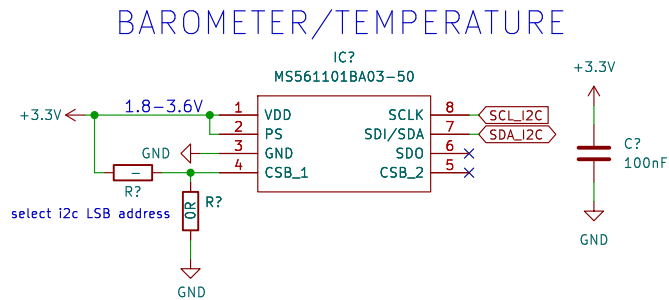 BAROMETER/TEMPERATURE
IC?
MS561101BA03-50
+3.3V
1.8-3.6V
1 VDD
2 PS
3 GND
4 CSB_1
SCLK 8
SDI/SDA 7
SDO 6
CSB_2 5
SCL_I2C
SDA_I2C
GND
—
R?
select i2c LSB address
0R
R?
GND
+3.3V
C?
100nF
GND